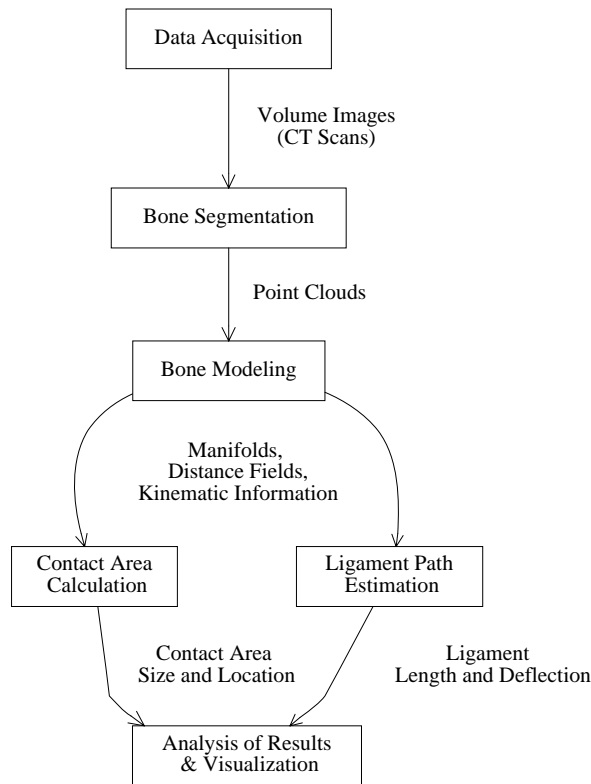 Data Acquisition
Volume Images
(CT Scans)
Bone Segmentation
Point Clouds
Bone Modeling
Manifolds,
Distance Fields,
Kinematic Information
Contact Area
Calculation
Ligament Path
Estimation
Contact Area
Size and Location
Ligament
Length and Deflection
Analysis of Results
& Visualization